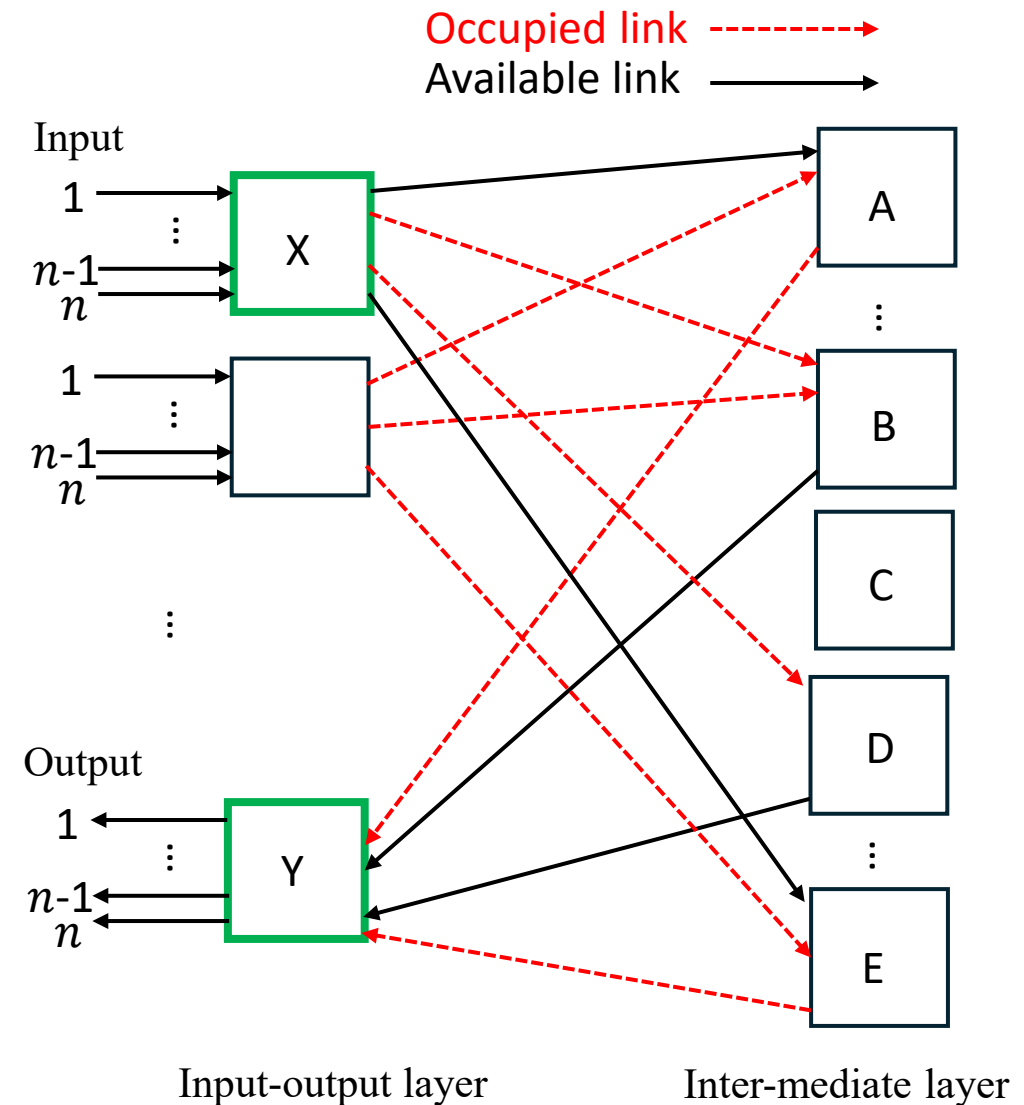 Occupied link
Available link
Input
1
⋮
n-1
n
X
A
⋮
1
⋮
n-1
n
B
C
⋮
D
Output
1
⋮
n-1
n
Y
⋮
E
Input-output layer
Inter-mediate layer